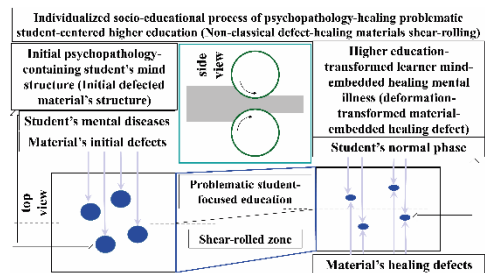 Individualized socio-educational process of psychopathology-healing problematic
student-centered higher education (Non-classical defect-healing materials shear-rolling)
Initial psychopathology-
containing student's mind
structure (Initial defected
material's structure)
side
view
Higher education-
transformed learner mind-
embedded healing mental
illness (deformation-
transformed material-
embedded healing defect)
Student's mental diseases
Material's initial defects
Student's normal phase
top
view
Problematic student-
focused education
Shear-rolled zone
Material's healing defects